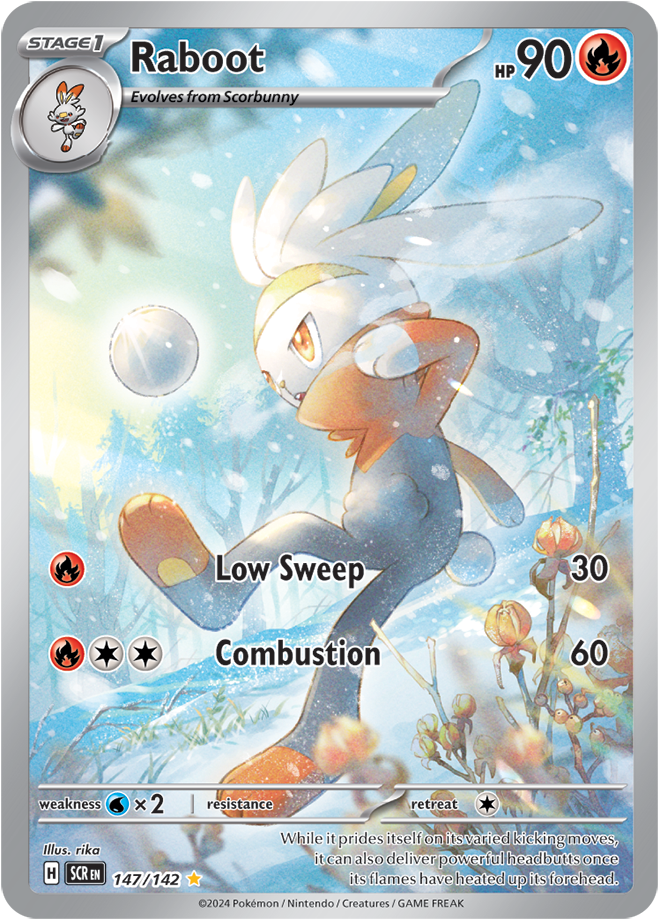 STAGE1
Raboot
HP 90
Evolves from Scorbunny
Low Sweep 30
Combustion 60
weakness ×2 resistance retreat
Illus. rika
While it prides itself on its varied kicking moves,
it can also deliver powerful headbutts once
its flames have heated up its forehead.
H SCR EN 147/142
©2024 Pokémon / Nintendo / Creatures / GAME FREAK